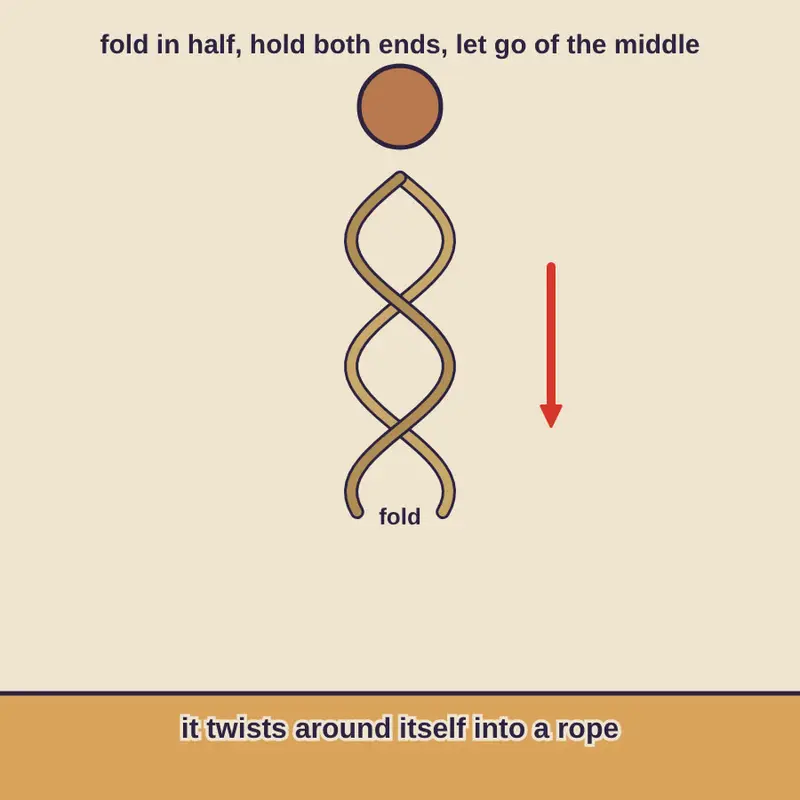 fold in half, hold both ends, let go of the middle
fold
it twists around itself into a rope